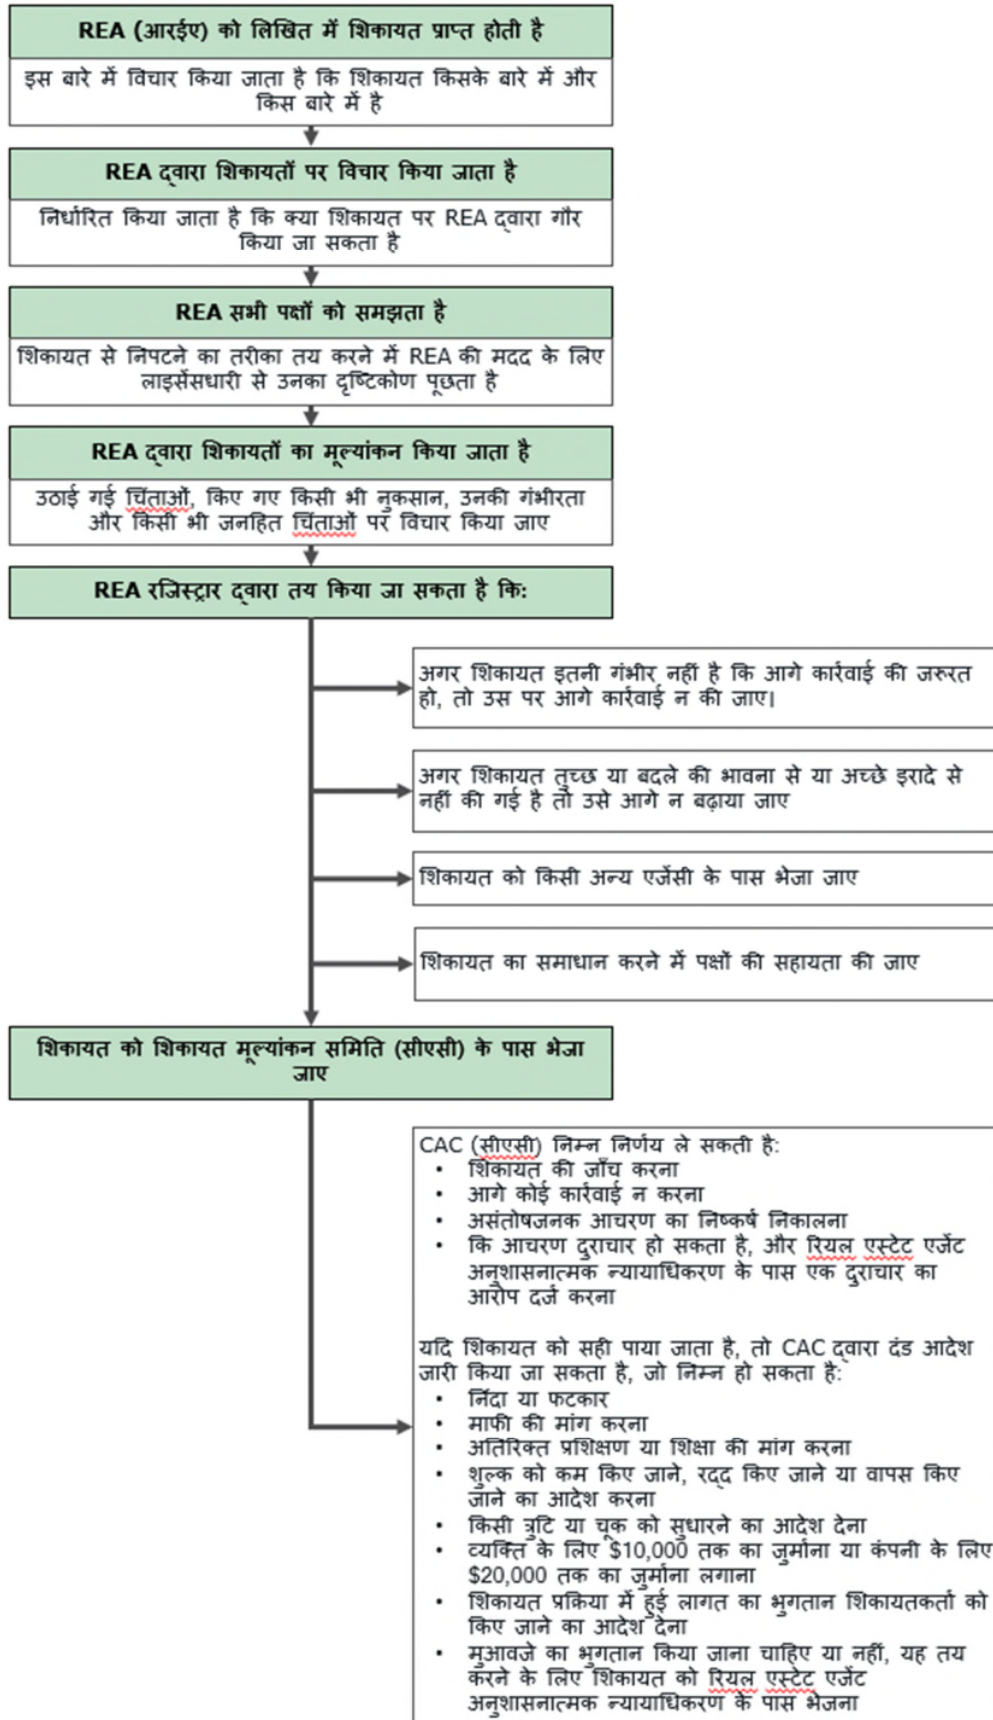 REA (आरईए) को लिखित में शिकायत प्राप्त होती है
इस बारे में विचार किया जाता है कि शिकायत किसके बारे में और
किस बारे में है
REA द्वारा शिकायतों पर विचार किया जाता है
निर्धारित किया जाता है कि क्या शिकायत पर REA द्वारा गौर
किया जा सकता है
REA सभी पक्षों को समझता है
शिकायत से निपटने का तरीका तय करने में REA की मदद के लिए
लाइसेंसधारी से उनका दृष्टिकोण पूछता है
REA द्वारा शिकायतों का मूल्यांकन किया जाता है
उठाई गई चिंताओं, किए गए किसी भी नुकसान, उनकी गंभीरता
और किसी भी जनहित चिंताओं पर विचार किया जाए
REA रजिस्ट्रार द्वारा तय किया जा सकता है कि:
अगर शिकायत इतनी गंभीर नहीं है कि आगे कार्रवाई की जरुरत
हो, तो उस पर आगे कार्रवाई न की जाए।
अगर शिकायत तुच्छ या बदले की भावना से या अच्छे इरादे से
नहीं की गई है तो उसे आगे न बढ़ाया जाए
शिकायत को किसी अन्य एजेंसी के पास भेजा जाए
शिकायत का समाधान करने में पक्षों की सहायता की जाए
शिकायत को शिकायत मूल्यांकन समिति (सीएसी) के पास भेजा
जाए
CAC (सीएसी) निम्न निर्णय ले सकती है:
• शिकायत की जाँच करना
• आगे कोई कार्रवाई न करना
• असंतोषजनक आचरण का निष्कर्ष निकालना
• कि आचरण दुराचार हो सकता है, और रियल एस्टेट एजेंट
अनुशासनात्मक न्यायाधिकरण के पास एक दुराचार का
आरोप दर्ज करना
यदि शिकायत को सही पाया जाता है, तो CAC द्वारा दंड आदेश
जारी किया जा सकता है, जो निम्न हो सकता है:
• निंदा या फटकार
• माफी की मांग करना
• अतिरिक्त प्रशिक्षण या शिक्षा की मांग करना
• शुल्क को कम किए जाने, रद्द किए जाने या वापस किए
जाने का आदेश करना
• किसी त्रुटि या चूक को सुधारने का आदेश देना
• व्यक्ति के लिए $10,000 तक का जुर्माना या कंपनी के लिए
$20,000 तक का जुर्माना लगाना
• शिकायत प्रक्रिया में हुई लागत का भुगतान शिकायतकर्ता को
किए जाने का आदेश देना
• मुआवजे का भुगतान किया जाना चाहिए या नहीं, यह तय
करने के लिए शिकायत को रियल एस्टेट एजेंट
अनुशासनात्मक न्यायाधिकरण के पास भेजना